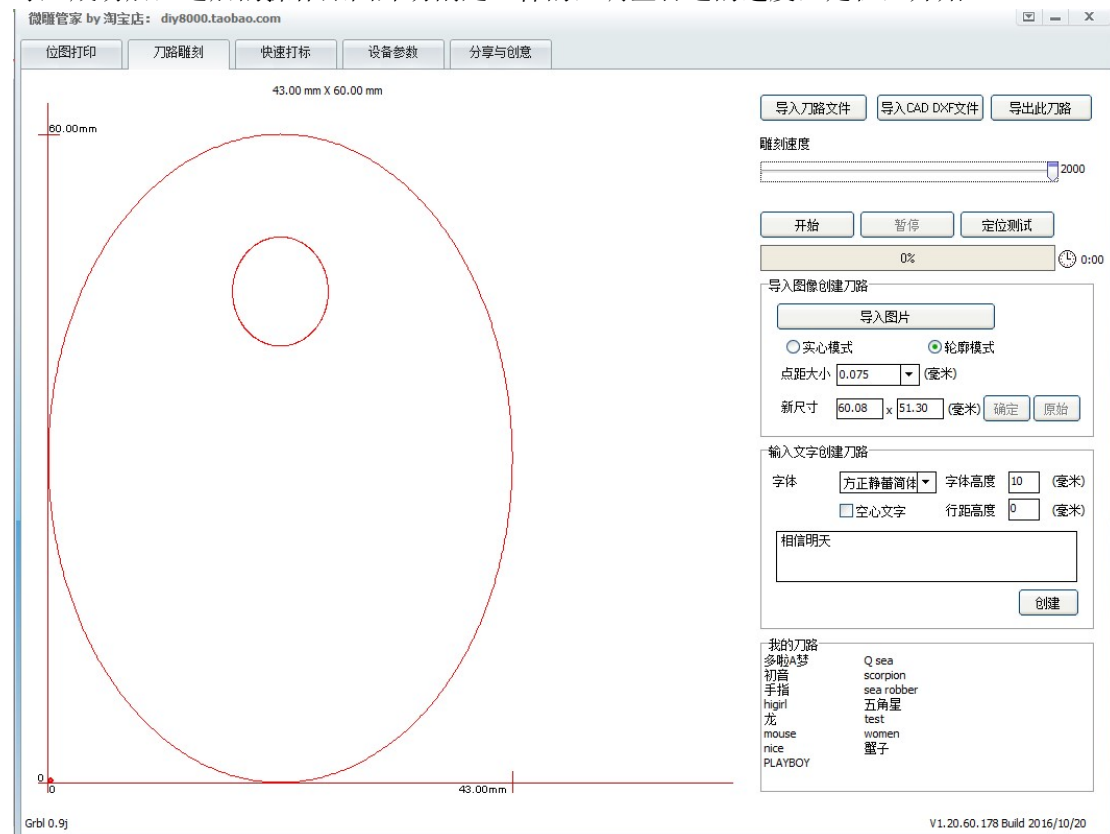 微雕管家 by 淘宝店： diy8000.taobao.com
位图打印 刀路雕刻 快速打标 设备参数 分享与创意
43.00 mm X 60.00 mm
60.00mm
0
0
43.00mm
导入刀路文件 导入CAD DXF文件 导出此刀路
雕刻速度
2000
开始 暂停 定位测试
0% 0:00
导入图像创建刀路
导入图片
实心模式 轮廓模式
点距大小 0.075 (毫米)
新尺寸 60.08 x 51.30 (毫米) 确定 原始
输入文字创建刀路
字体 方正静蕾简体 字体高度 10 (毫米)
空心文字 行距高度 0 (毫米)
相信明天
创建
我的刀路
多啦A梦 Q sea
初音 scorpion
手指 sea robber
higirl 五角星
龙 test
mouse women
nice 蟹子
PLAYBOY
Grbl 0.9j V1.20.60.178 Build 2016/10/20